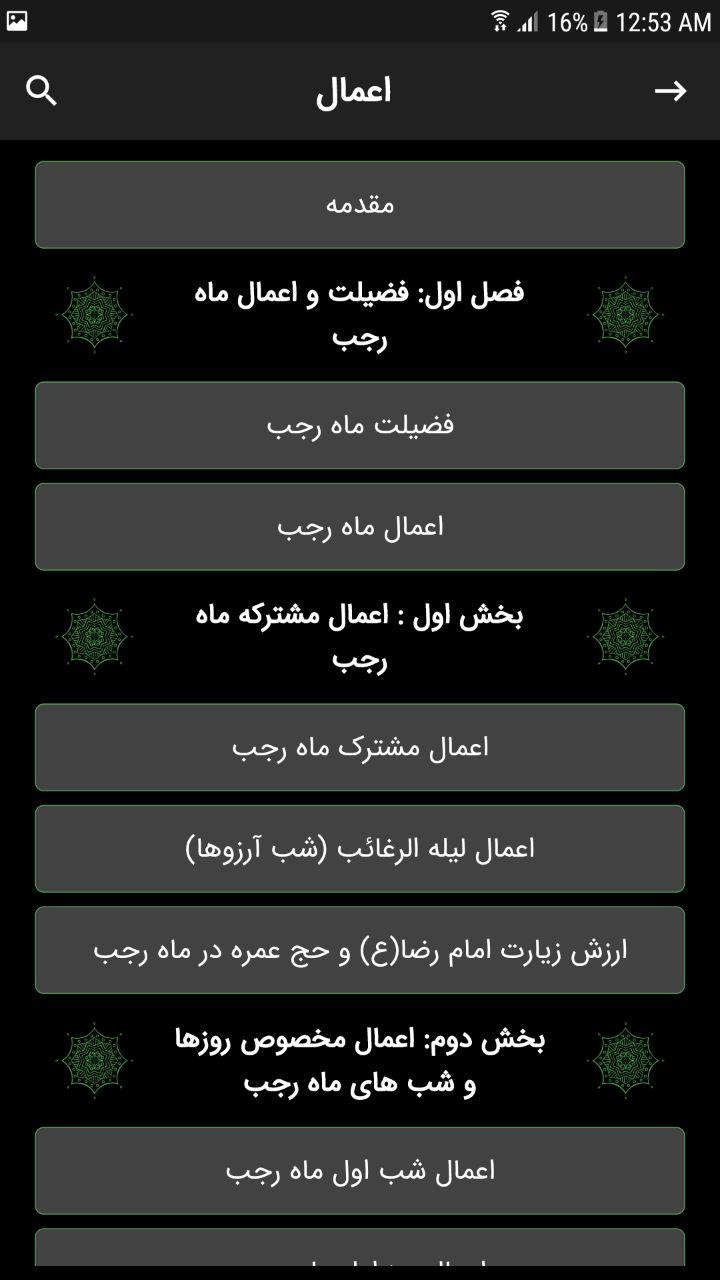 16% 12:53 AM
اعمال
مقدمه
فصل اول: فضیلت و اعمال ماه
رجب
فضیلت ماه رجب
اعمال ماه رجب
بخش اول : اعمال مشترکه ماه
رجب
اعمال مشترک ماه رجب
اعمال لیله الرغائب (شب آرزوها)
ارزش زیارت امام رضا(ع) و حج عمره در ماه رجب
بخش دوم: اعمال مخصوص روزها
و شب های ماه رجب
اعمال شب اول ماه رجب